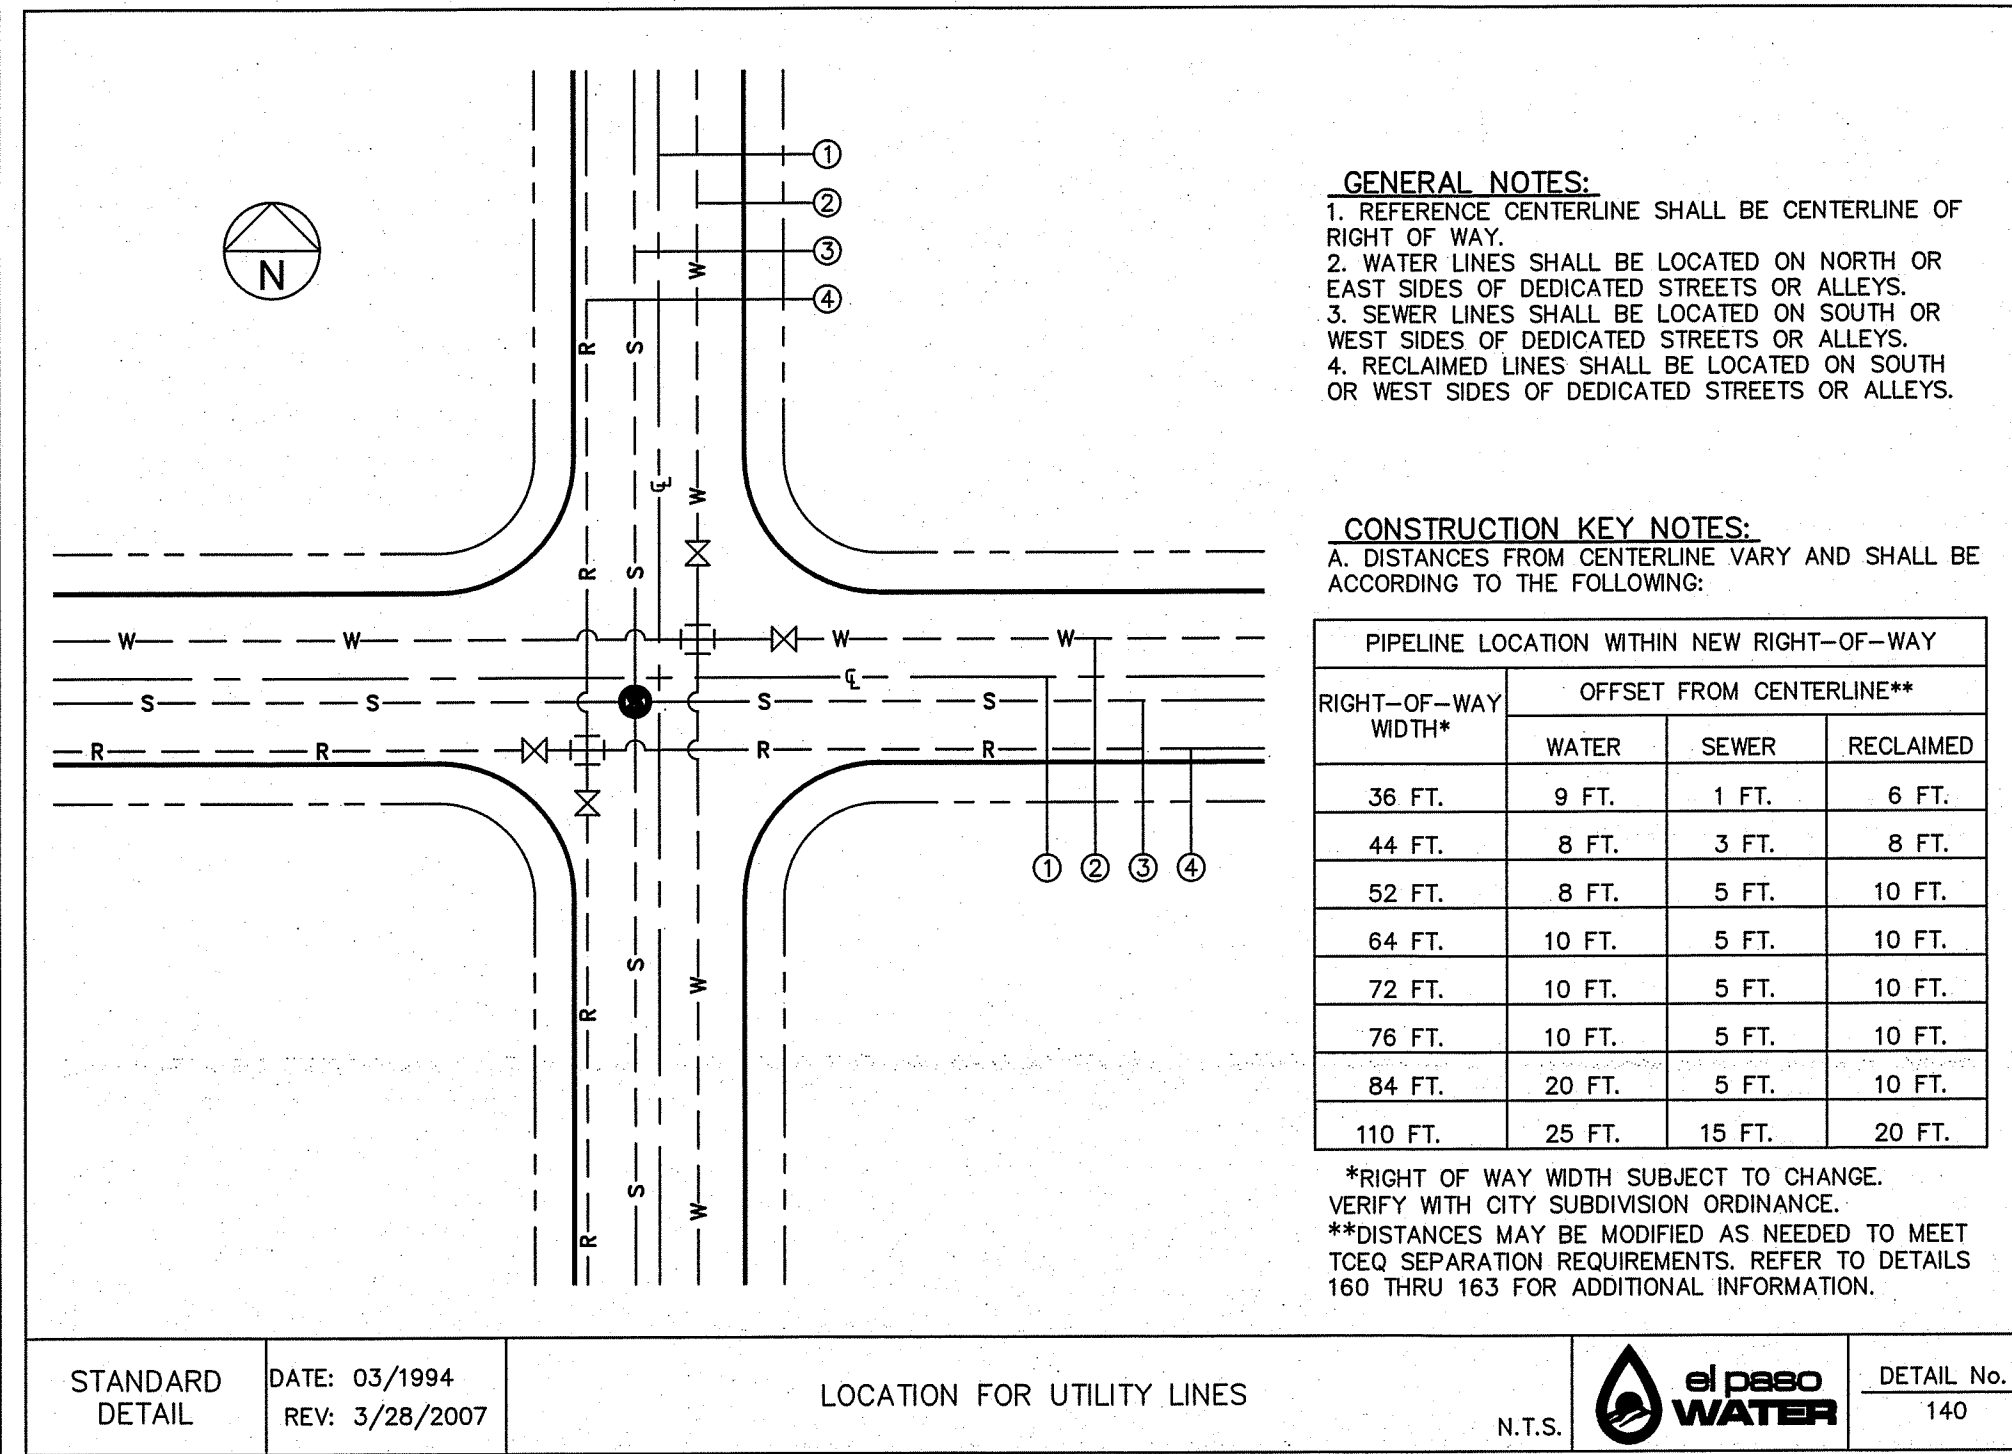 ①
②
③
④
N
W
W
R
S
R
S
℄
W
W
W
W
W
℄
S
S
S
S
R
R
R
R
① ② ③ ④
S
W
R
S
W
R
GENERAL NOTES:
1. REFERENCE CENTERLINE SHALL BE CENTERLINE OF
RIGHT OF WAY.
2. WATER LINES SHALL BE LOCATED ON NORTH OR
EAST SIDES OF DEDICATED STREETS OR ALLEYS.
3. SEWER LINES SHALL BE LOCATED ON SOUTH OR
WEST SIDES OF DEDICATED STREETS OR ALLEYS.
4. RECLAIMED LINES SHALL BE LOCATED ON SOUTH
OR WEST SIDES OF DEDICATED STREETS OR ALLEYS.
CONSTRUCTION KEY NOTES:
A. DISTANCES FROM CENTERLINE VARY AND SHALL BE
ACCORDING TO THE FOLLOWING:
PIPELINE LOCATION WITHIN NEW RIGHT-OF-WAY
RIGHT-OF-WAY
WIDTH*
OFFSET FROM CENTERLINE**
WATER SEWER RECLAIMED
36 FT. 9 FT. 1 FT. 6 FT.
44 FT. 8 FT. 3 FT. 8 FT.
52 FT. 8 FT. 5 FT. 10 FT.
64 FT. 10 FT. 5 FT. 10 FT.
72 FT. 10 FT. 5 FT. 10 FT.
76 FT. 10 FT. 5 FT. 10 FT.
84 FT. 20 FT. 5 FT. 10 FT.
110 FT. 25 FT. 15 FT. 20 FT.
*RIGHT OF WAY WIDTH SUBJECT TO CHANGE.
VERIFY WITH CITY SUBDIVISION ORDINANCE.
**DISTANCES MAY BE MODIFIED AS NEEDED TO MEET
TCEQ SEPARATION REQUIREMENTS. REFER TO DETAILS
160 THRU 163 FOR ADDITIONAL INFORMATION.
STANDARD
DETAIL
DATE: 03/1994
REV: 3/28/2007
LOCATION FOR UTILITY LINES
N.T.S.
el paso
WATER
DETAIL No.
140